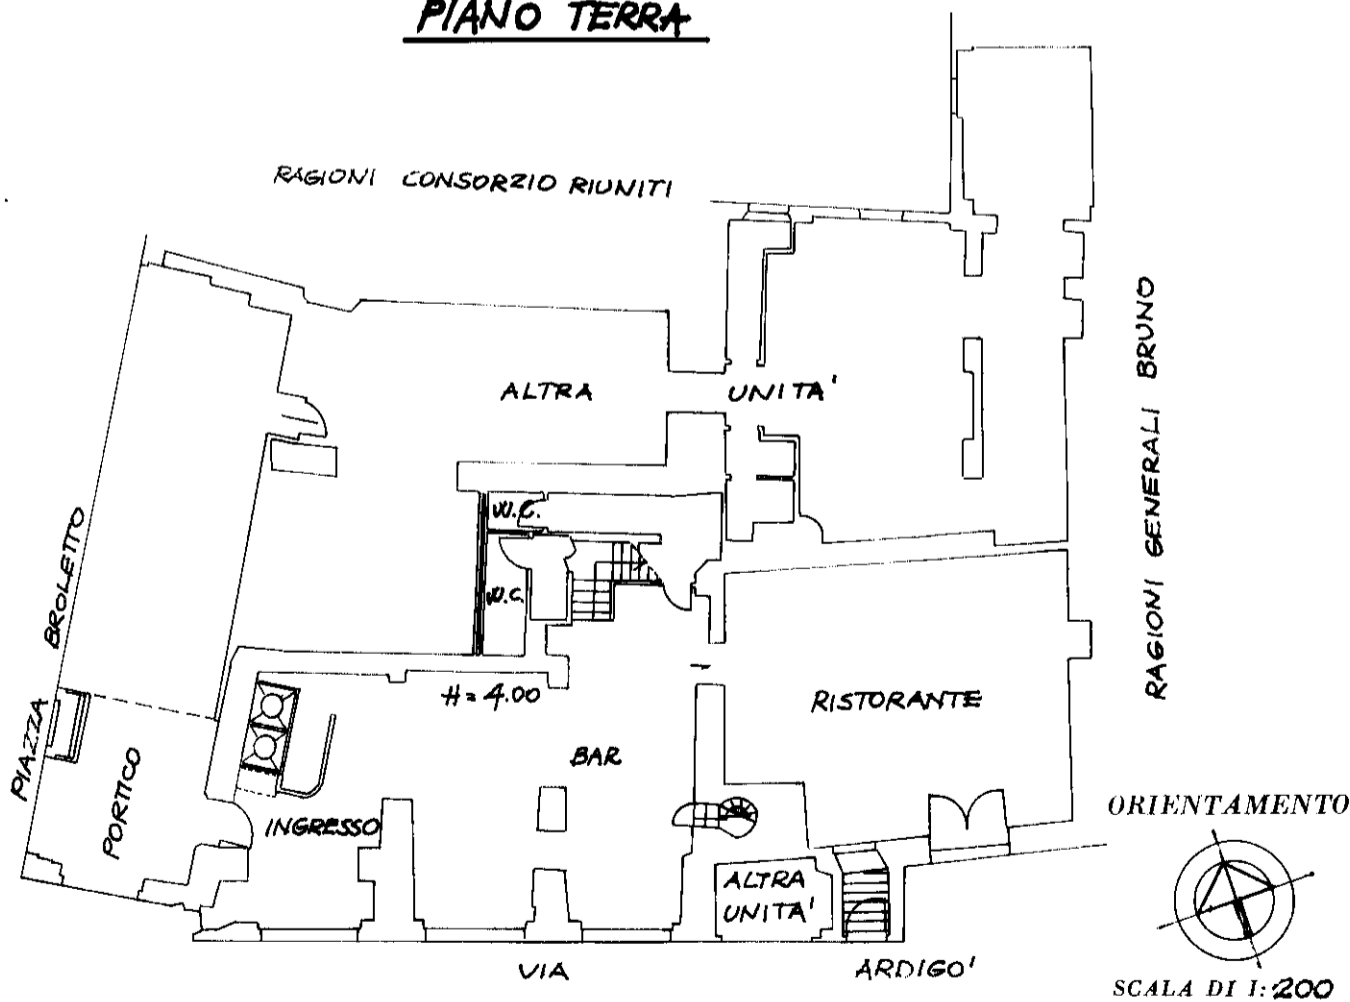 PIANO TERRA
RAGIONI CONSORZIO RIUNITI
ALTRA UNITA'
RAGIONI GENERALI BRUNO
W.C.
W.C.
PIAZZA BROLETTO
H=4.00
RISTORANTE
BAR
PORTICO
INGRESSO
ALTRA
UNITA'
VIA ARDIGO'
ORIENTAMENTO
SCALA DI 1:200